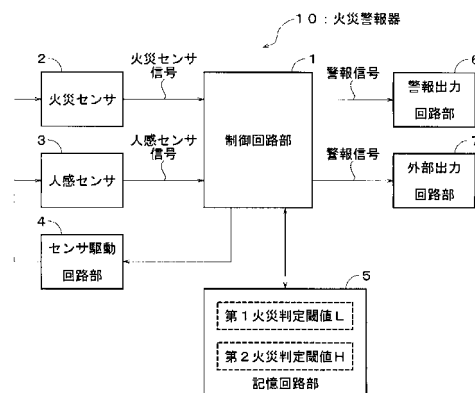 10：火災警報器
2
火災センサ
火災センサ
信号
1
制御回路部
警報信号
6
警報出力
回路部
3
人感センサ
人感センサ
信号
警報信号
7
外部出力
回路部
4
センサ駆動
回路部
5
第1火災判定閾値L
第2火災判定閾値H
記憶回路部